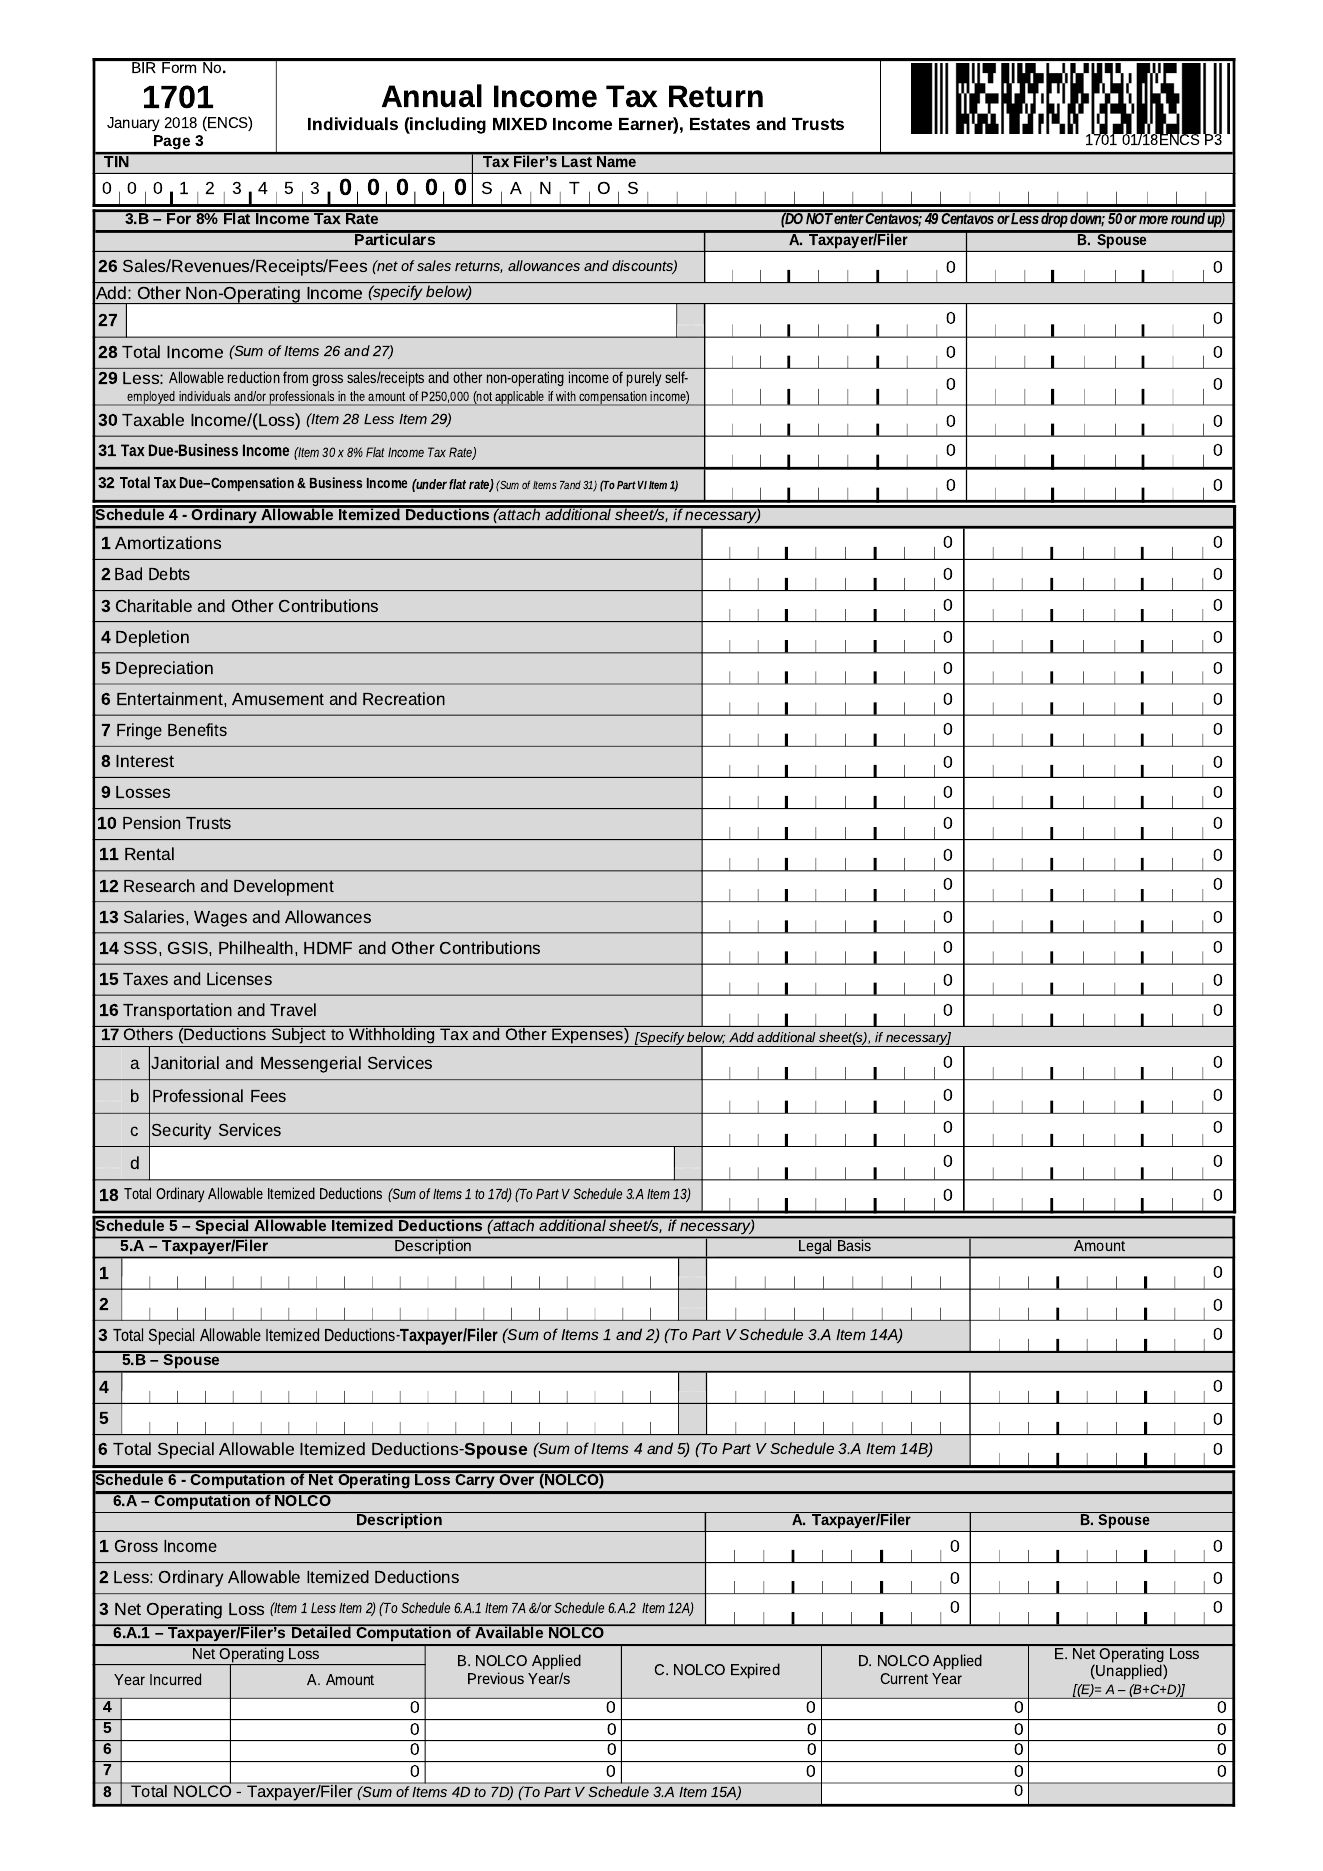 BIR Form No.
1701
January 2018 (ENCS)
Page 3
Annual Income Tax Return
Individuals (including MIXED Income Earner), Estates and Trusts
1701 01/18ENCS P3
TIN Tax Filer’s Last Name
0 0 0 1 2 3 4 5 3 0 0 0 0 0 S A N T O S
3.B – For 8% Flat Income Tax Rate (DO NOT enter Centavos; 49 Centavos or Less drop down; 50 or more round up)
Particulars A. Taxpayer/Filer B. Spouse
26 Sales/Revenues/Receipts/Fees (net of sales returns, allowances and discounts) 0 0
Add: Other Non-Operating Income (specify below)
27 0 0
28 Total Income (Sum of Items 26 and 27) 0 0
29 Less: Allowable reduction from gross sales/receipts and other non-operating income of purely self-
employed individuals and/or professionals in the amount of P250,000 (not applicable if with compensation income) 0 0
30 Taxable Income/(Loss) (Item 28 Less Item 29) 0 0
31 Tax Due-Business Income (Item 30 x 8% Flat Income Tax Rate) 0 0
32 Total Tax Due–Compensation & Business Income (under flat rate) (Sum of Items 7and 31) (To Part VI Item 1) 0 0
Schedule 4 - Ordinary Allowable Itemized Deductions (attach additional sheet/s, if necessary)
1 Amortizations 0 0
2 Bad Debts 0 0
3 Charitable and Other Contributions 0 0
4 Depletion 0 0
5 Depreciation 0 0
6 Entertainment, Amusement and Recreation 0 0
7 Fringe Benefits 0 0
8 Interest 0 0
9 Losses 0 0
10 Pension Trusts 0 0
11 Rental 0 0
12 Research and Development 0 0
13 Salaries, Wages and Allowances 0 0
14 SSS, GSIS, Philhealth, HDMF and Other Contributions 0 0
15 Taxes and Licenses 0 0
16 Transportation and Travel 0 0
17 Others (Deductions Subject to Withholding Tax and Other Expenses) [Specify below; Add additional sheet(s), if necessary]
a Janitorial and Messengerial Services 0 0
b Professional Fees 0 0
c Security Services 0 0
d 0 0
18 Total Ordinary Allowable Itemized Deductions (Sum of Items 1 to 17d) (To Part V Schedule 3.A Item 13) 0 0
Schedule 5 – Special Allowable Itemized Deductions (attach additional sheet/s, if necessary)
5.A – Taxpayer/Filer Description Legal Basis Amount
1 0
2 0
3 Total Special Allowable Itemized Deductions-Taxpayer/Filer (Sum of Items 1 and 2) (To Part V Schedule 3.A Item 14A) 0
5.B – Spouse
4 0
5 0
6 Total Special Allowable Itemized Deductions-Spouse (Sum of Items 4 and 5) (To Part V Schedule 3.A Item 14B) 0
Schedule 6 - Computation of Net Operating Loss Carry Over (NOLCO)
6.A – Computation of NOLCO
Description A. Taxpayer/Filer B. Spouse
1 Gross Income 0 0
2 Less: Ordinary Allowable Itemized Deductions 0 0
3 Net Operating Loss (Item 1 Less Item 2) (To Schedule 6.A.1 Item 7A &/or Schedule 6.A.2 Item 12A) 0 0
6.A.1 – Taxpayer/Filer’s Detailed Computation of Available NOLCO
Net Operating Loss
Year Incurred A. Amount
B. NOLCO Applied
Previous Year/s
C. NOLCO Expired
D. NOLCO Applied
Current Year
E. Net Operating Loss
(Unapplied)
[(E)= A – (B+C+D)]
4 0 0 0 0 0
5 0 0 0 0 0
6 0 0 0 0 0
7 0 0 0 0 0
8 Total NOLCO - Taxpayer/Filer (Sum of Items 4D to 7D) (To Part V Schedule 3.A Item 15A) 0